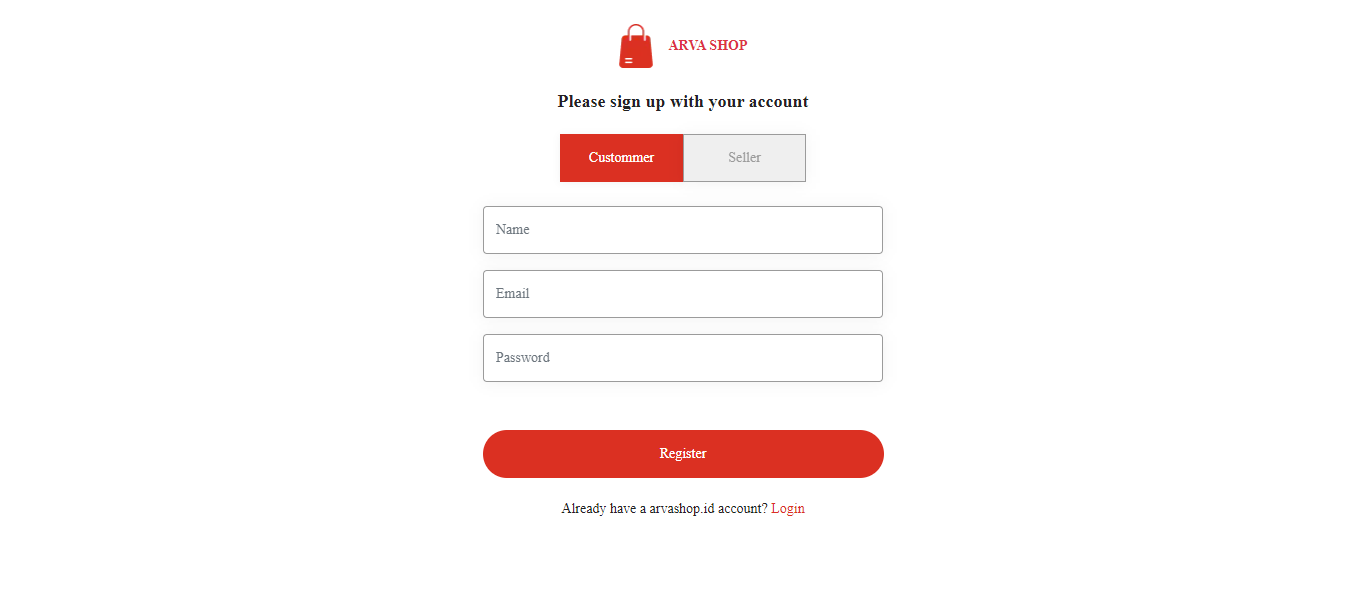 ARVA SHOP
Please sign up with your account
Custommer Seller
Name
Email
Password
Register
Already have a arvashop.id account? Login